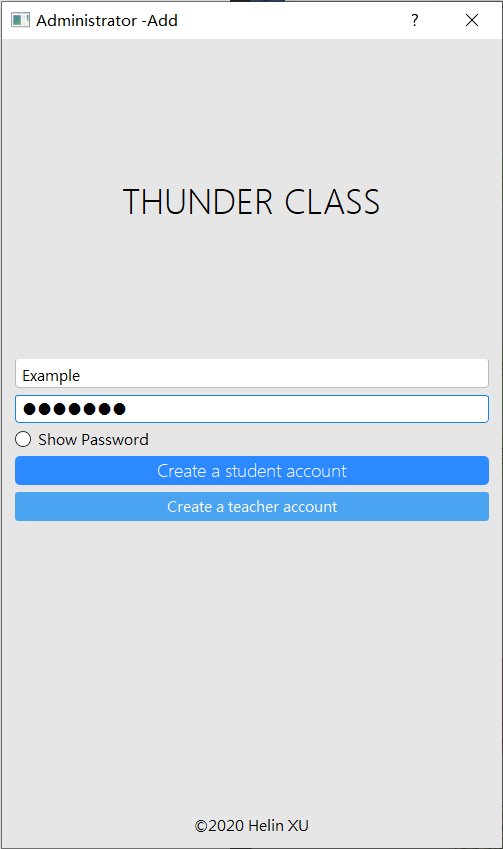 Administrator -Add
THUNDER CLASS
Example
●●●●●●●
Show Password
Create a student account
Create a teacher account
©2020 Helin XU